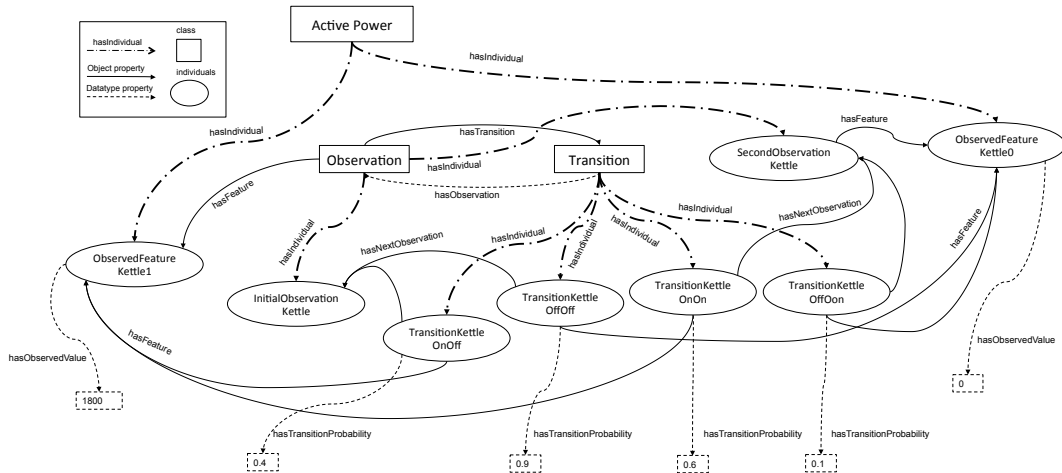 Active Power
hasIndividual
class
Object property
individuals
Datatype property
hasIndividual
hasIndividual
hasTransition
hasFeature
ObservedFeature
Kettle0
Observation
hasIndividual
Transition
SecondObservation
Kettle
hasFeature
hasObservation
hasNextObservation
hasIndividual
hasFeature
ObservedFeature
Kettle1
hasIndividual
hasNextObservation
hasIndividual
hasIndividual
hasIndividual
InitialObservation
Kettle
TransitionKettle
OffOff
TransitionKettle
OnOn
TransitionKettle
OffOon
TransitionKettle
OnOff
hasFeature
hasObservedValue
hasObservedValue
1800
0
hasTransitionProbability
hasTransitionProbability
hasTransitionProbability
hasTransitionProbability
0.4
0.9
0.6
0.1